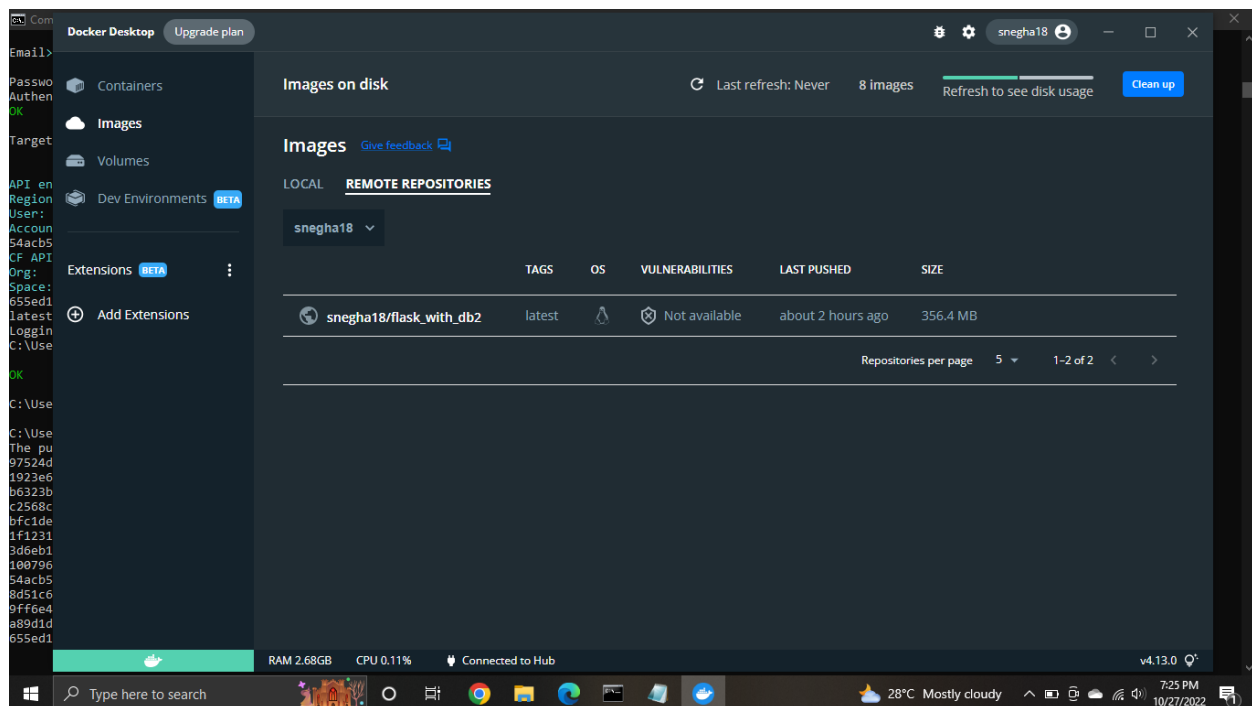 Com
Docker Desktop Upgrade plan snegha18
Email>
Passwo
Authen
OK
Target
API en
Region
User:
Accoun
54acb5
CF API
Org:
Space:
655ed1
latest
Loggin
C:\Use
OK
C:\Use
C:\Use
The pu
97524d
1923e6
b6323b
c2568c
bfc1de
1f1231
3d6eb1
100796
54acb5
8d51c6
9ff6e4
a89d1d
655ed1
Containers
Images
Volumes
Dev Environments BETA
Extensions BETA
Add Extensions
Images on disk Last refresh: Never 8 images Refresh to see disk usage Clean up
Images Give feedback
LOCAL REMOTE REPOSITORIES
snegha18
TAGS OS VULNERABILITIES LAST PUSHED SIZE
snegha18/flask_with_db2 latest Not available about 2 hours ago 356.4 MB
Repositories per page 5 1–2 of 2
RAM 2.68GB CPU 0.11% Connected to Hub v4.13.0
Type here to search 28°C Mostly cloudy 7:25 PM
10/27/2022
1